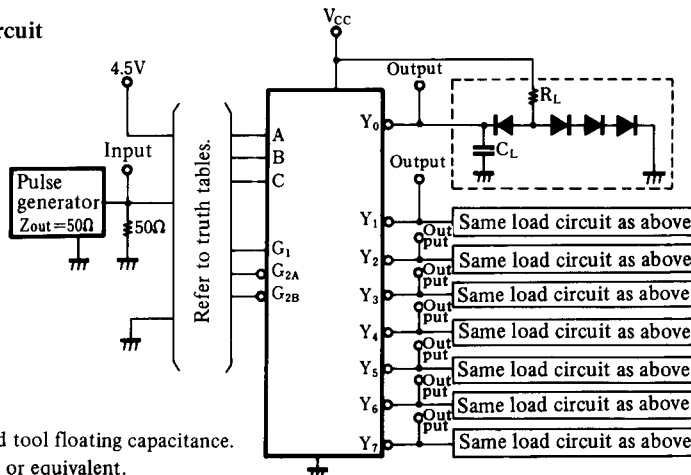 rcuit
VCC
4.5V
Output
RL
A
Y0
Input
B
CL
C
Output
Pulse
generator
Zout=50Ω
50Ω
Refer to truth tables.
Y1
Same load circuit as above
G1
Out
put
Y2
Same load circuit as above
G2A
Out
put
G2B
Y3
Same load circuit as above
Out
put
Y4
Same load circuit as above
Out
put
Y5
Same load circuit as above
Out
put
Y6
Same load circuit as above
Out
put
Y7
Same load circuit as above
d tool floating capacitance.
or equivalent.